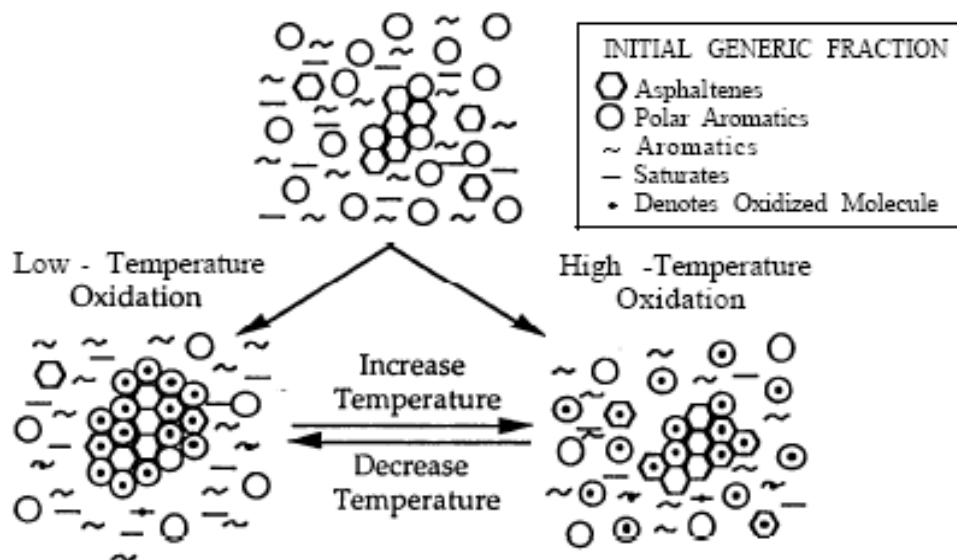 INITIAL GENERIC FRACTION
Asphaltenes
Polar Aromatics
Aromatics
Saturates
Denotes Oxidized Molecule
Low - Temperature
Oxidation
High -Temperature
Oxidation
Increase
Temperature
Decrease
Temperature